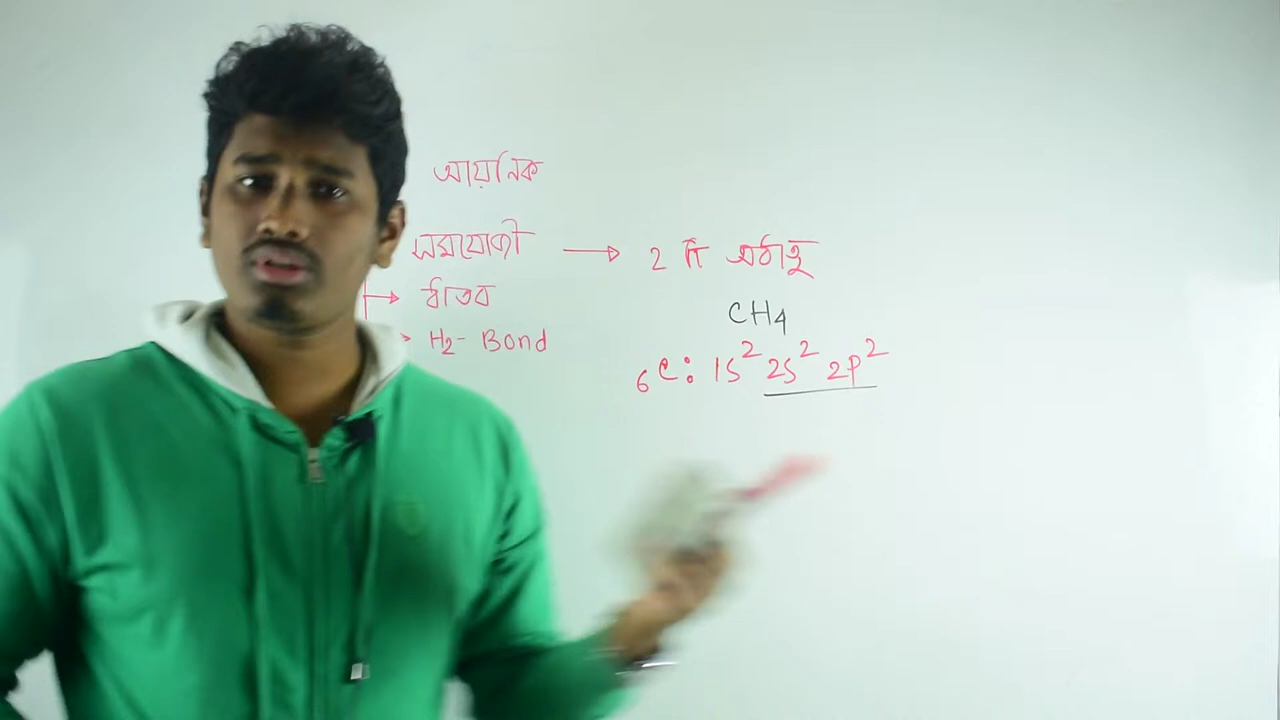 আয়নিক
সমযোজী → 2 টি অধাতু
ধাতব
H2- Bond
CH4
6C: 1s2 2s2 2p2